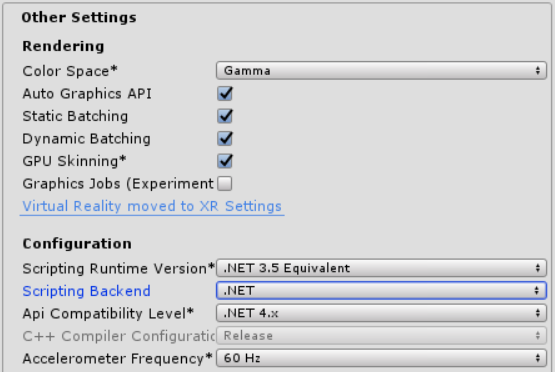 Other Settings
Rendering
Color Space* Gamma
Auto Graphics API
Static Batching
Dynamic Batching
GPU Skinning*
Graphics Jobs (Experiment
Virtual Reality moved to XR Settings
Configuration
Scripting Runtime Version* .NET 3.5 Equivalent
Scripting Backend .NET
Api Compatibility Level* .NET 4.x
C++ Compiler Configuratic Release
Accelerometer Frequency* 60 Hz